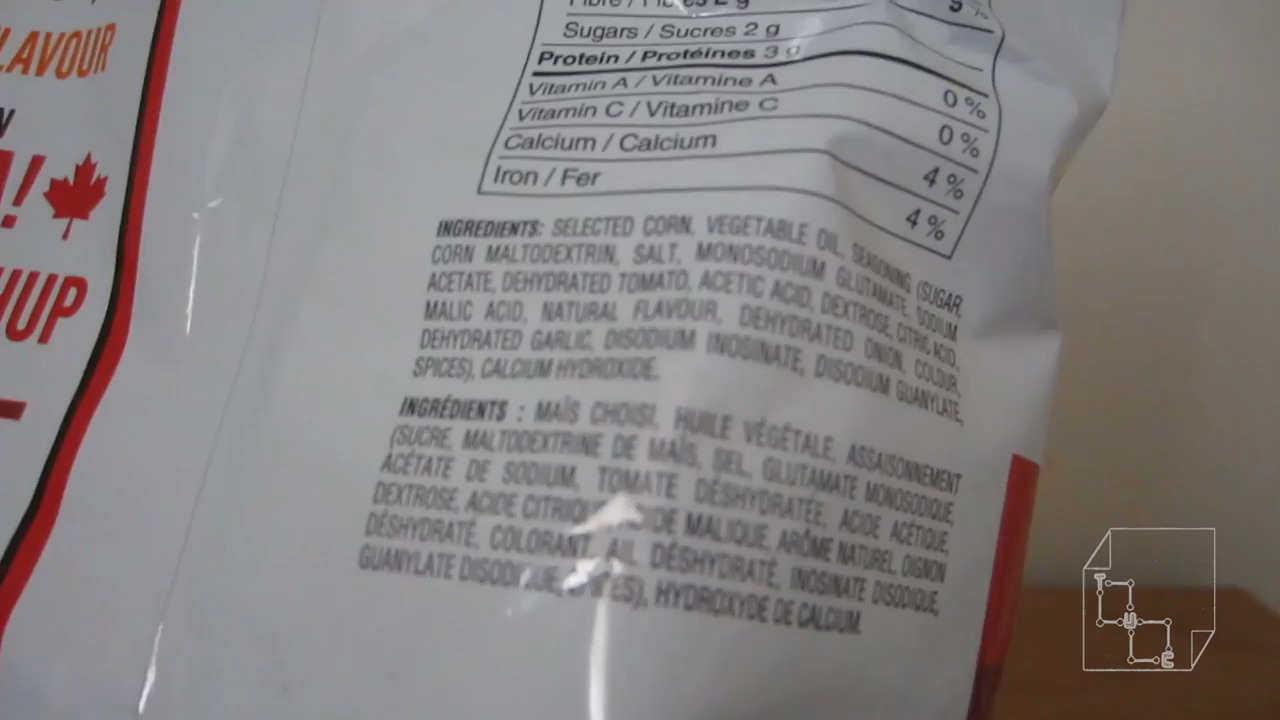 LAVOUR
!
HUP
Fibre / Fibres 2 g
Sugars / Sucres 2 g
Protein / Protéines 3 g
Vitamin A / Vitamine A 0 %
Vitamin C / Vitamine C 0 %
Calcium / Calcium 4 %
Iron / Fer 4 %
INGREDIENTS: SELECTED CORN, VEGETABLE OIL, SEASONING (SUGAR,
CORN MALTODEXTRIN, SALT, MONOSODIUM GLUTAMATE, SODIUM
ACETATE, DEHYDRATED TOMATO, ACETIC ACID, DEXTROSE, CITRIC ACID,
MALIC ACID, NATURAL FLAVOUR, DEHYDRATED ONION, COLOUR,
DEHYDRATED GARLIC, DISODIUM INOSINATE, DISODIUM GUANYLATE,
SPICES), CALCIUM HYDROXIDE.
INGRÉDIENTS : MAÏS CHOISI, HUILE VÉGÉTALE, ASSAISONNEMENT
(SUCRE, MALTODEXTRINE DE MAÏS, SEL, GLUTAMATE MONOSODIQUE,
ACÉTATE DE SODIUM, TOMATE DÉSHYDRATÉE, ACIDE ACÉTIQUE,
DEXTROSE, ACIDE CITRIQUE, ACIDE MALIQUE, ARÔME NATUREL, OIGNON
DÉSHYDRATÉ, COLORANT, AIL DÉSHYDRATÉ, INOSINATE DISODIQUE,
GUANYLATE DISODIQUE, ÉPICES), HYDROXYDE DE CALCIUM.
T
U
E